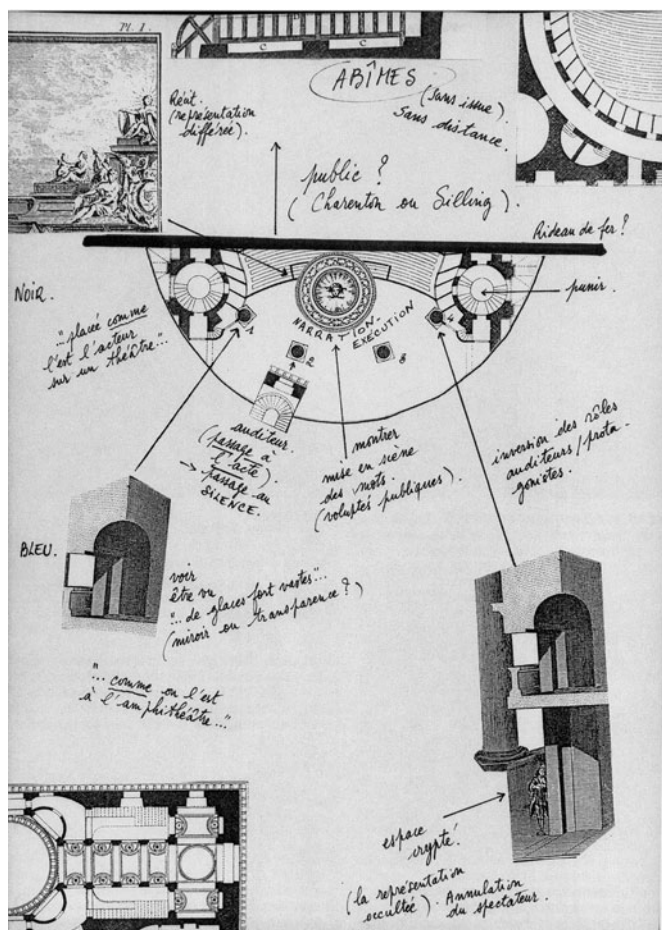 Pl. I.
C
C
ABÎMES
(sans issue).
Sans distance.
Récit
(représentation
différée).
public ?
(Charenton ou Silling).
Rideau de fer ?
NOIR.
"placée comme
l'est l'acteur
sur un théâtre"...
1
2
3
4
NARRATION-
EXÉCUTION
punir.
auditeur.
(passage à
l'acte)
→ passage au
SILENCE.
montrer
mise en scène
des mots.
(voluptés publiques).
inversion des rôles
auditeurs/prota-
gonistes.
BLEU.
voir
être vu
"... de glaces fort vastes"...
(miroir ou transparence ?)
"... comme on l'est
à l'amphithéâtre..."
espace
crypté.
(la représentation
occultée). Annulation
du spectateur.